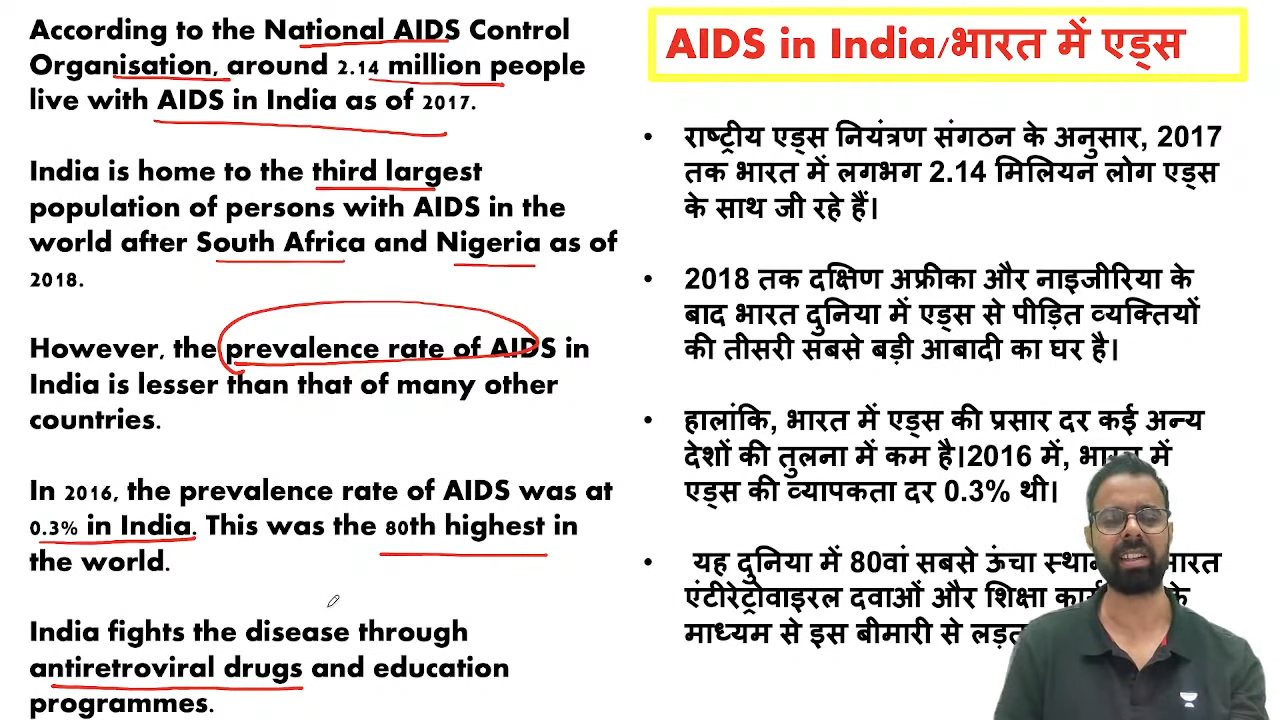 According to the National AIDS Control
Organisation, around 2.14 million people
live with AIDS in India as of 2017.
India is home to the third largest
population of persons with AIDS in the
world after South Africa and Nigeria as of
2018.
However, the prevalence rate of AIDS in
India is lesser than that of many other
countries.
In 2016, the prevalence rate of AIDS was at
0.3% in India. This was the 80th highest in
the world.
India fights the disease through
antiretroviral drugs and education
programmes.
AIDS in India/भारत में एड्स
• राष्ट्रीय एड्स नियंत्रण संगठन के अनुसार, 2017
तक भारत में लगभग 2.14 मिलियन लोग एड्स
के साथ जी रहे हैं।
• 2018 तक दक्षिण अफ्रीका और नाइजीरिया के
बाद भारत दुनिया में एड्स से पीड़ित व्यक्तियों
की तीसरी सबसे बड़ी आबादी का घर है।
• हालांकि, भारत में एड्स की प्रसार दर कई अन्य
देशों की तुलना में कम है।2016 में, भारत में
एड्स की व्यापकता दर 0.3% थी।
• यह दुनिया में 80वां सबसे ऊंचा
एंटीरेट्रोवाइरल दवाओं और शिक्षा के
माध्यम से इस बीमारी से